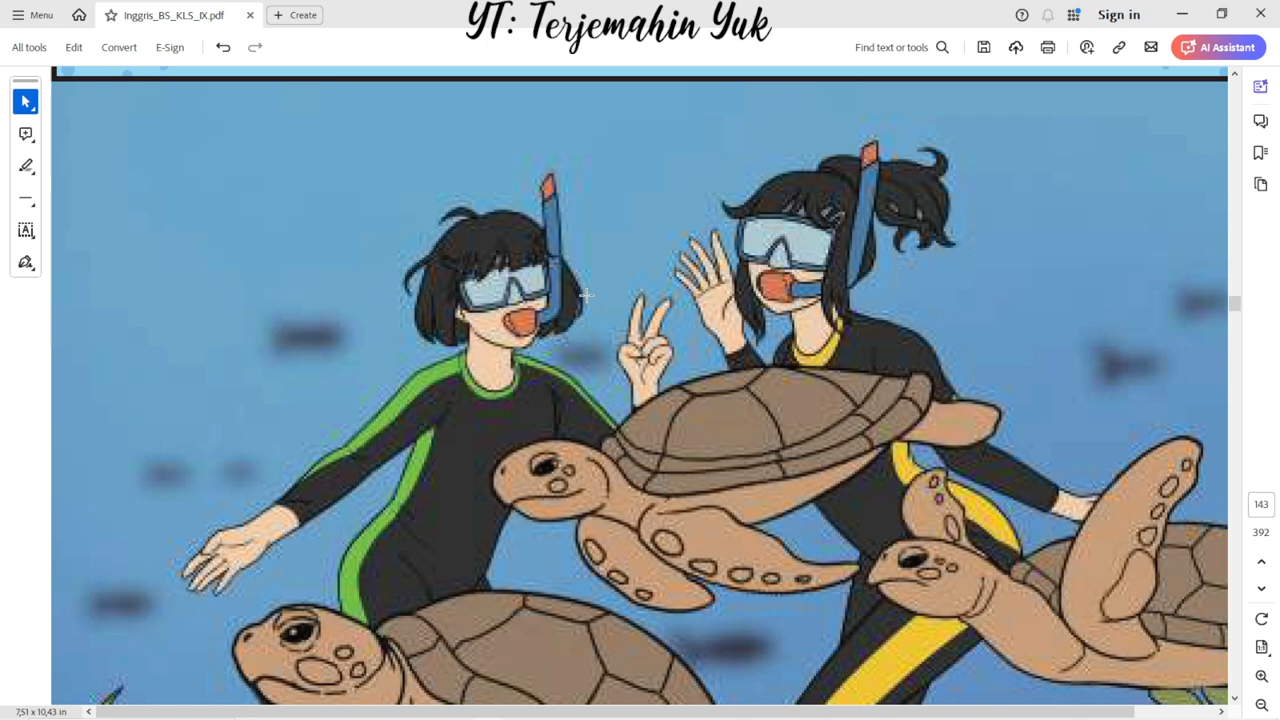 Menu
Inggris_BS_KLS_IX.pdf
Create
YT: Terjemahin Yuk
Sign in
All tools
Edit
Convert
E-Sign
Find text or tools
AI Assistant
143
392
7,51 x 10,43 in